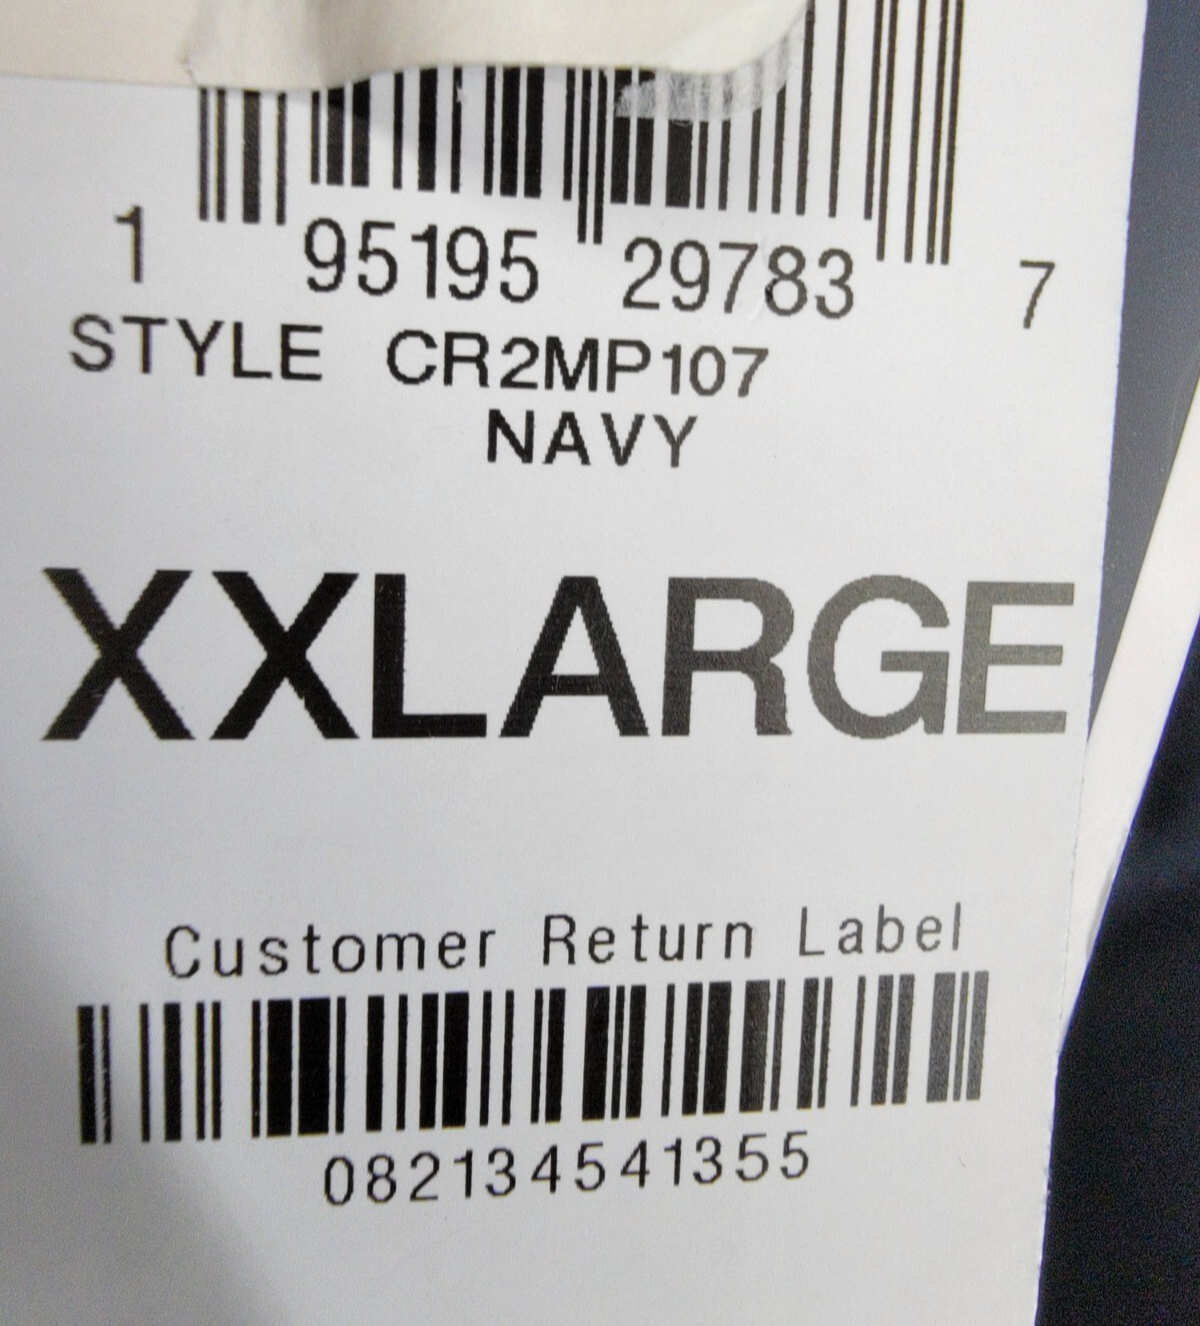 1 95195 29783 7
STYLE CR2MP107
NAVY
XXLARGE
Customer Return Label
082134541355